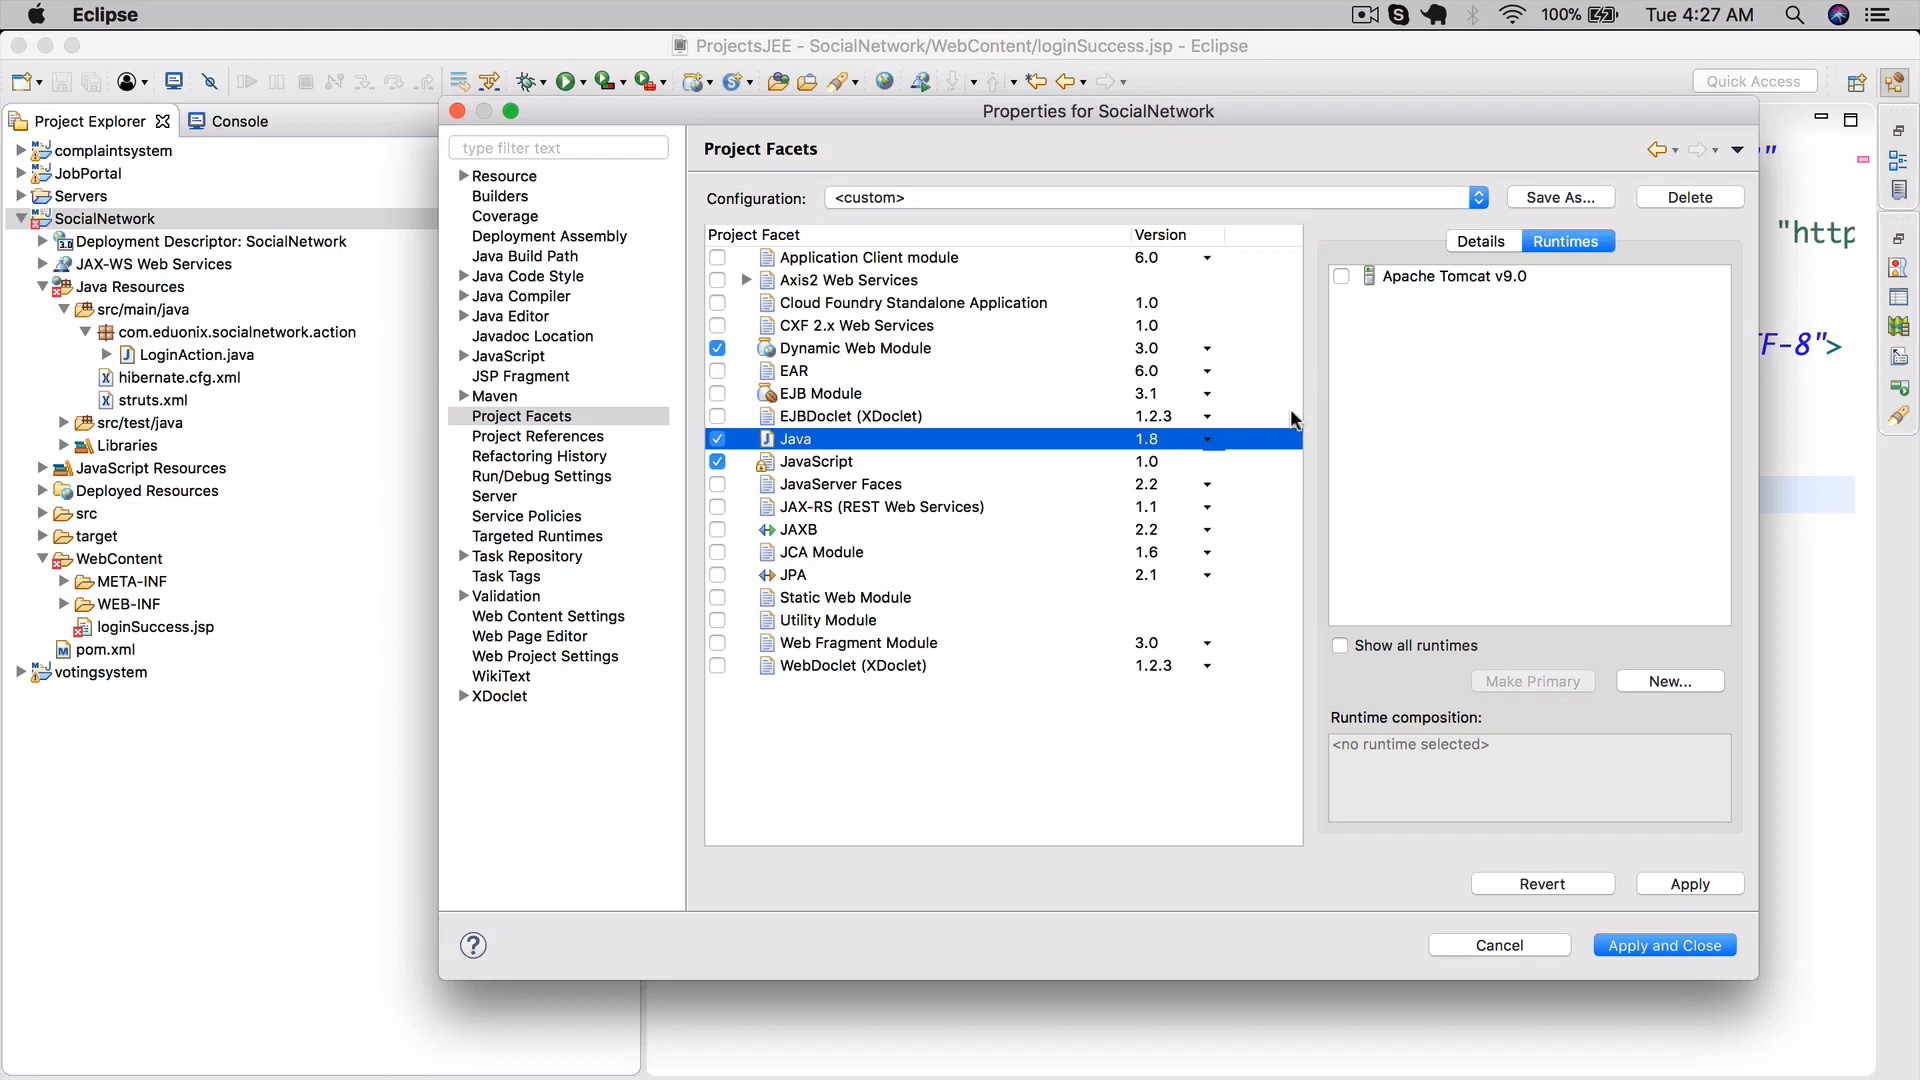 Eclipse
100%
Tue 4:27 AM
ProjectsJEE - SocialNetwork/WebContent/loginSuccess.jsp - Eclipse
Quick Access
Project Explorer
Console
complaintsystem
JobPortal
Servers
SocialNetwork
Deployment Descriptor: SocialNetwork
JAX-WS Web Services
Java Resources
src/main/java
com.eduonix.socialnetwork.action
LoginAction.java
hibernate.cfg.xml
struts.xml
src/test/java
Libraries
JavaScript Resources
Deployed Resources
src
target
WebContent
META-INF
WEB-INF
loginSuccess.jsp
pom.xml
votingsystem
Properties for SocialNetwork
type filter text
Resource
Builders
Coverage
Deployment Assembly
Java Build Path
Java Code Style
Java Compiler
Java Editor
Javadoc Location
JavaScript
JSP Fragment
Maven
Project Facets
Project References
Refactoring History
Run/Debug Settings
Server
Service Policies
Targeted Runtimes
Task Repository
Task Tags
Validation
Web Content Settings
Web Page Editor
Web Project Settings
WikiText
XDoclet
Project Facets
Configuration: <custom> Save As... Delete
Project Facet Version
Application Client module 6.0
Axis2 Web Services
Cloud Foundry Standalone Application 1.0
CXF 2.x Web Services 1.0
Dynamic Web Module 3.0
EAR 6.0
EJB Module 3.1
EJBDoclet (XDoclet) 1.2.3
Java 1.8
JavaScript 1.0
JavaServer Faces 2.2
JAX-RS (REST Web Services) 1.1
JAXB 2.2
JCA Module 1.6
JPA 2.1
Static Web Module
Utility Module
Web Fragment Module 3.0
WebDoclet (XDoclet) 1.2.3
Details Runtimes
Apache Tomcat v9.0
Show all runtimes
Make Primary New...
Runtime composition:
<no runtime selected>
Revert Apply
Cancel Apply and Close
"
"http
F-8">